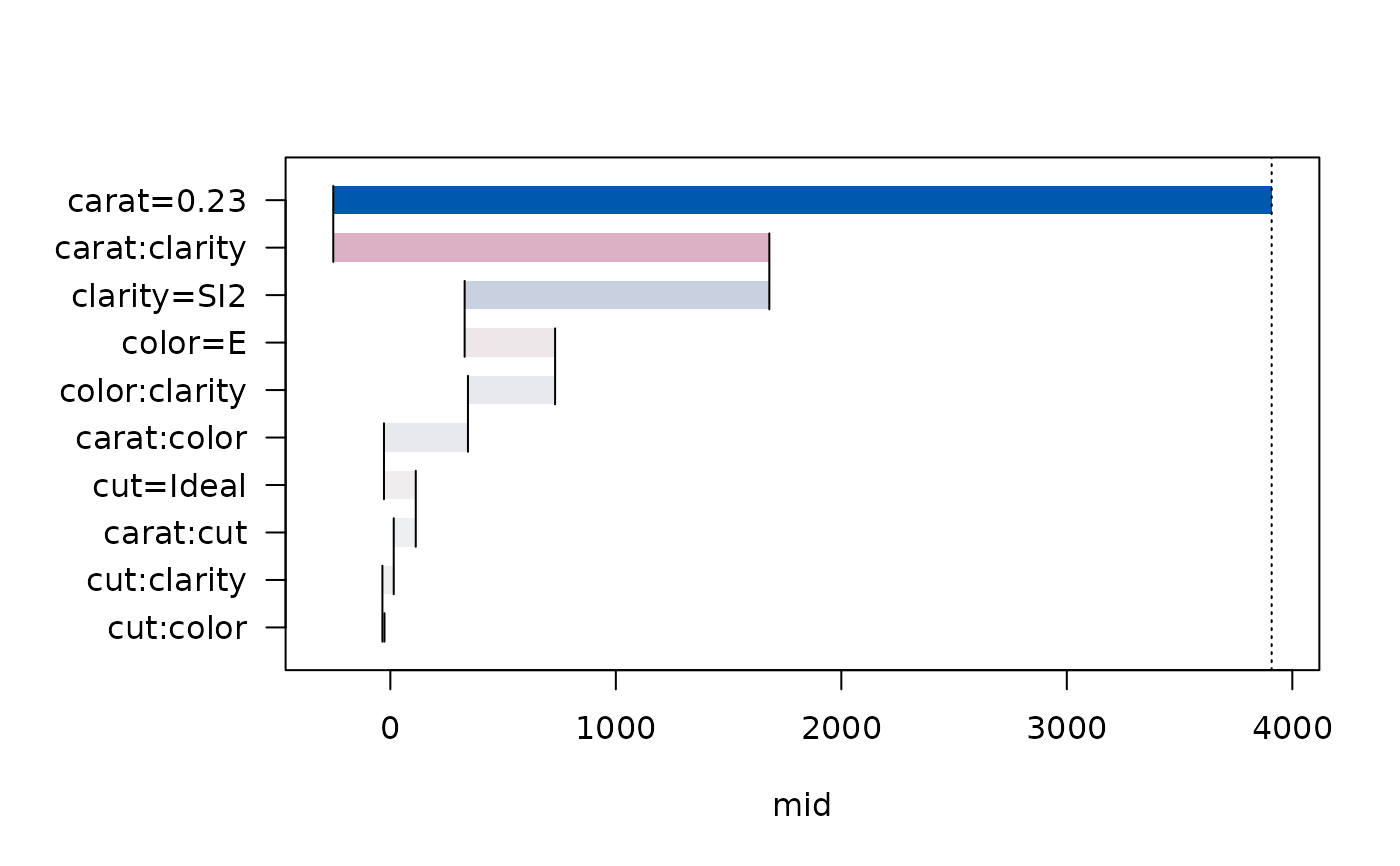 carat=0.23
carat:clarity
clarity=SI2
color=E
color:clarity
carat:color
cut=Ideal
carat:cut
cut:clarity
cut:color
0 1000 2000 3000 4000
mid